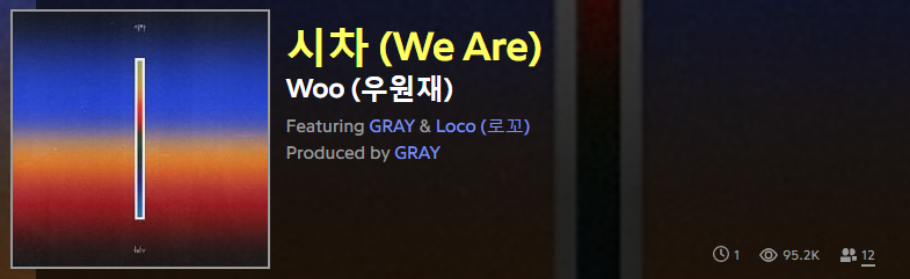 시차 (We Are)
Woo (우원재)
Featuring GRAY & Loco (로꼬)
Produced by GRAY
1 95.2K 12